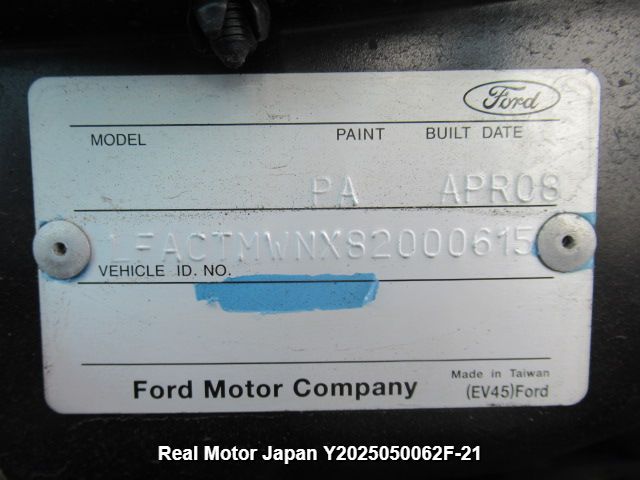 Ford
MODEL PAINT BUILT DATE
PA APR08
LFACTMWNX82000615
VEHICLE ID. NO.
Made in Taiwan
Ford Motor Company (EV45)Ford
Real Motor Japan Y2025050062F-21